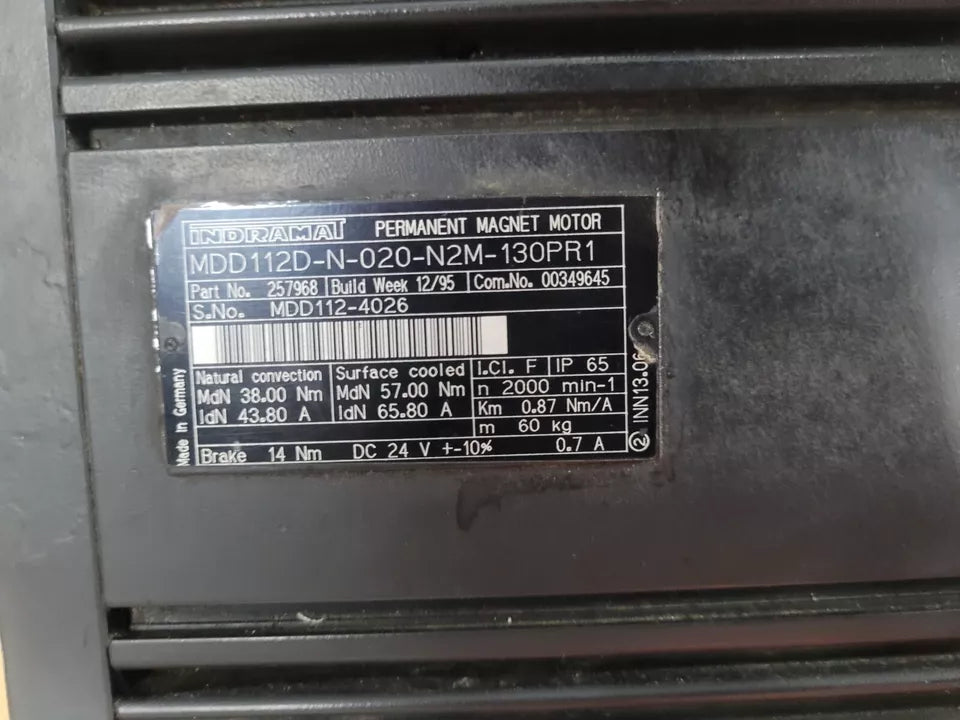 INDRAMAT PERMANENT MAGNET MOTOR
MDD112D-N-020-N2M-130PR1
Part No. 257968 Build Week 12/95 Com.No. 00349645
S.No. MDD112-4026
Natural convection Surface cooled I.Cl. F IP 65
MdN 38.00 Nm MdN 57.00 Nm n 2000 min-1
IdN 43.80 A IdN 65.80 A Km 0.87 Nm/A
m 60 kg
Brake 14 Nm DC 24 V +-10% 0.7 A
Made in Germany
② INN13.06